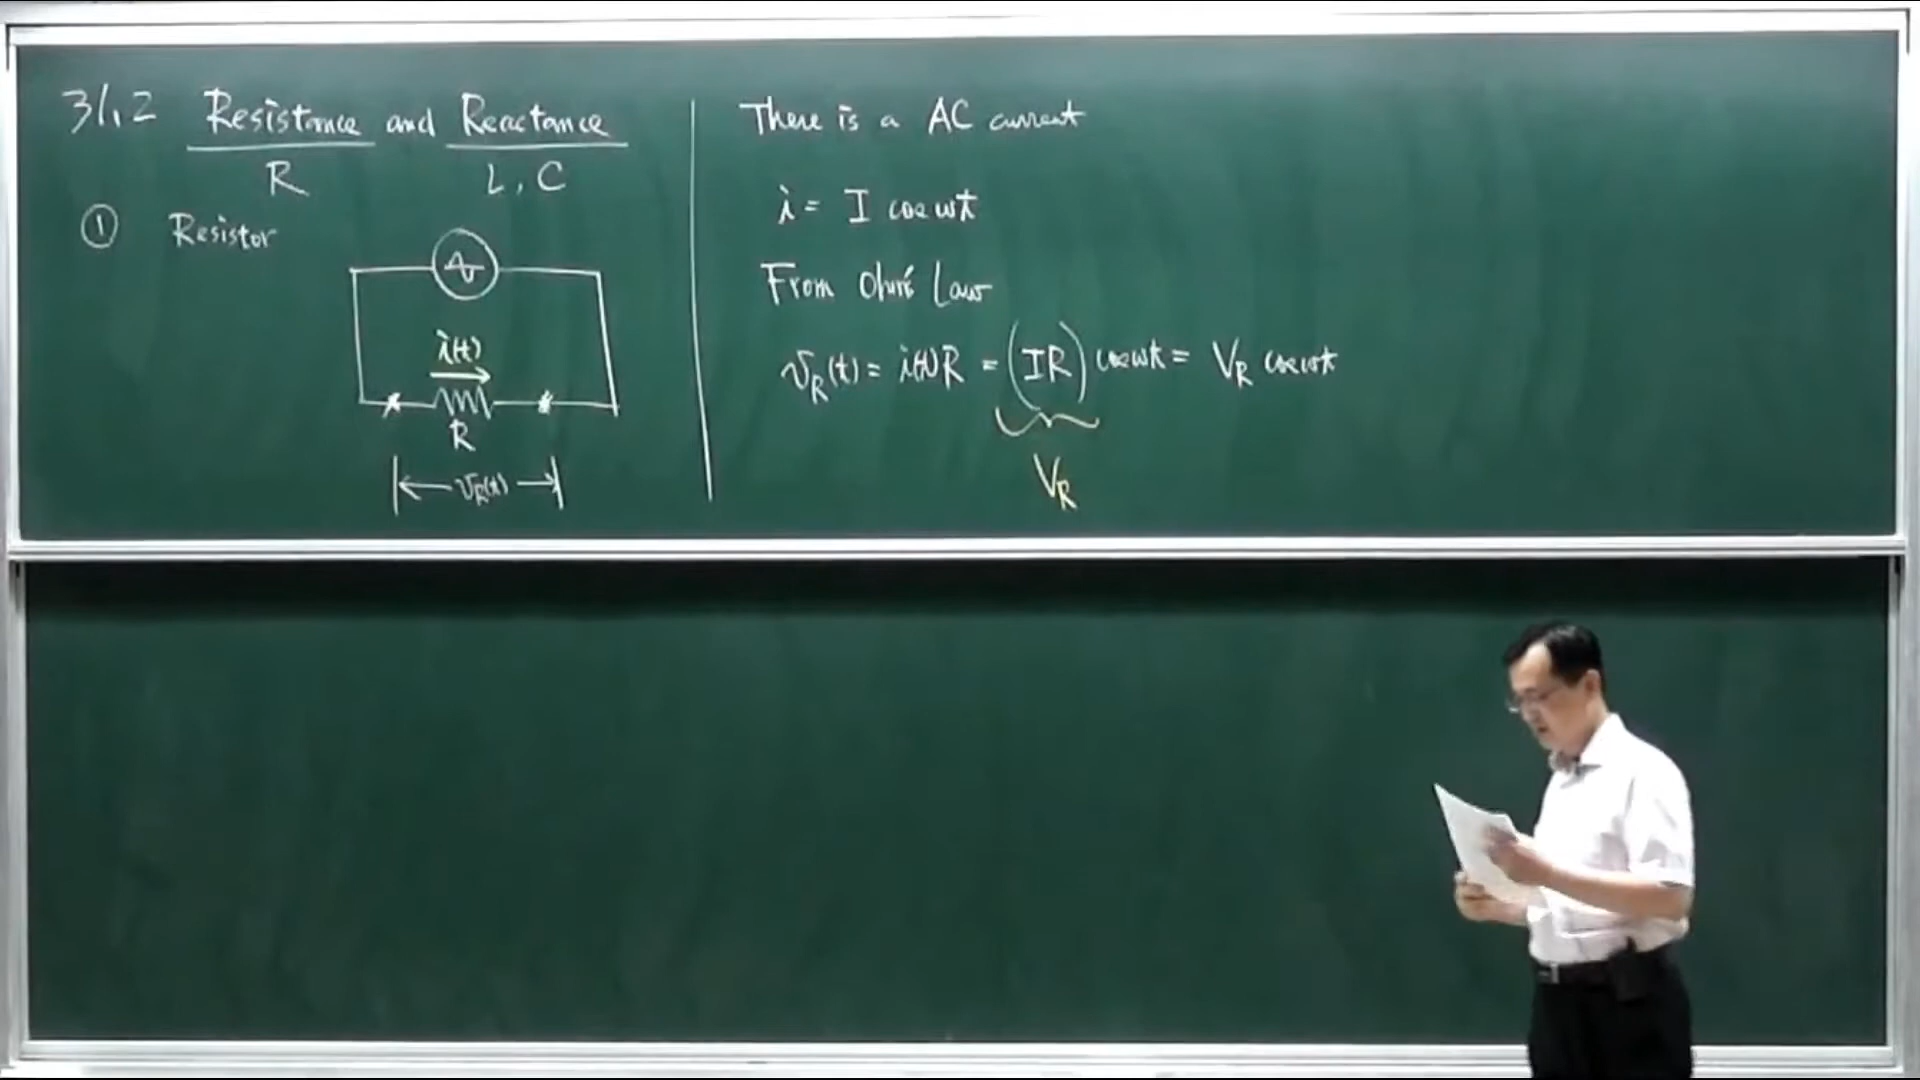 31.2 Resistance and Reactance
R L, C
① Resistor
i(t)
R
v_R(t)
There is a AC current
i = I cos ωt
From Ohm's Law
v_R(t) = i(t)R = (IR) cos ωt = V_R cos ωt
V_R